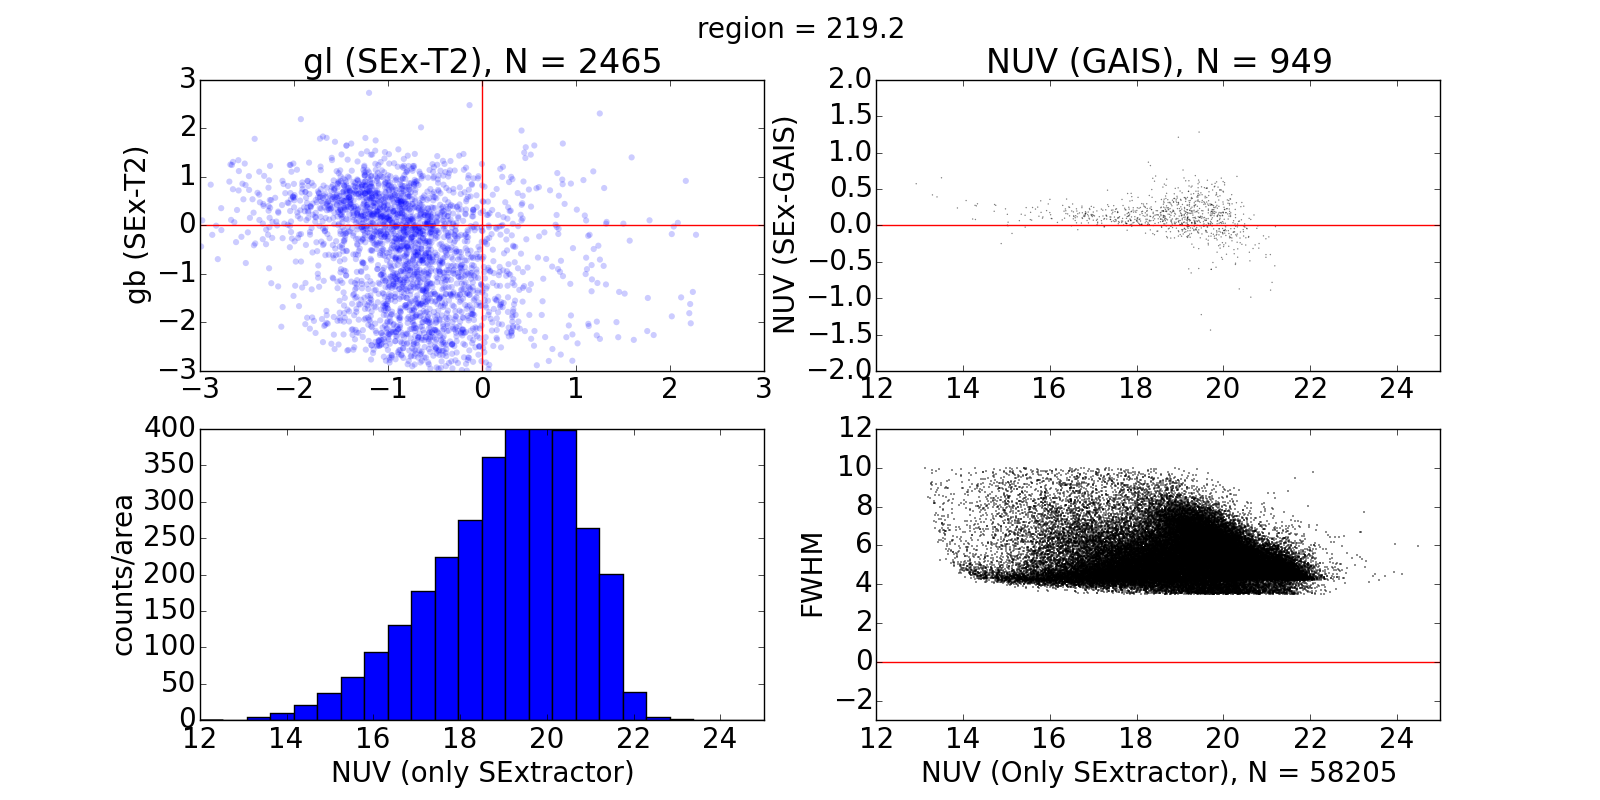 region = 219.2
gl (SEx-T2), N = 2465
NUV (GAIS), N = 949
gb (SEx-T2)
3
2
1
0
−1
−2
−3
−3 −2 −1 0 1 2 3
NUV (SEx-GAIS)
2.0
1.5
1.0
0.5
0.0
−0.5
−1.0
−1.5
−2.0
12 14 16 18 20 22 24
counts/area
400
350
300
250
200
150
100
50
0
12 14 16 18 20 22 24
NUV (only SExtractor)
FWHM
12
10
8
6
4
2
0
−2
12 14 16 18 20 22 24
NUV (Only SExtractor), N = 58205